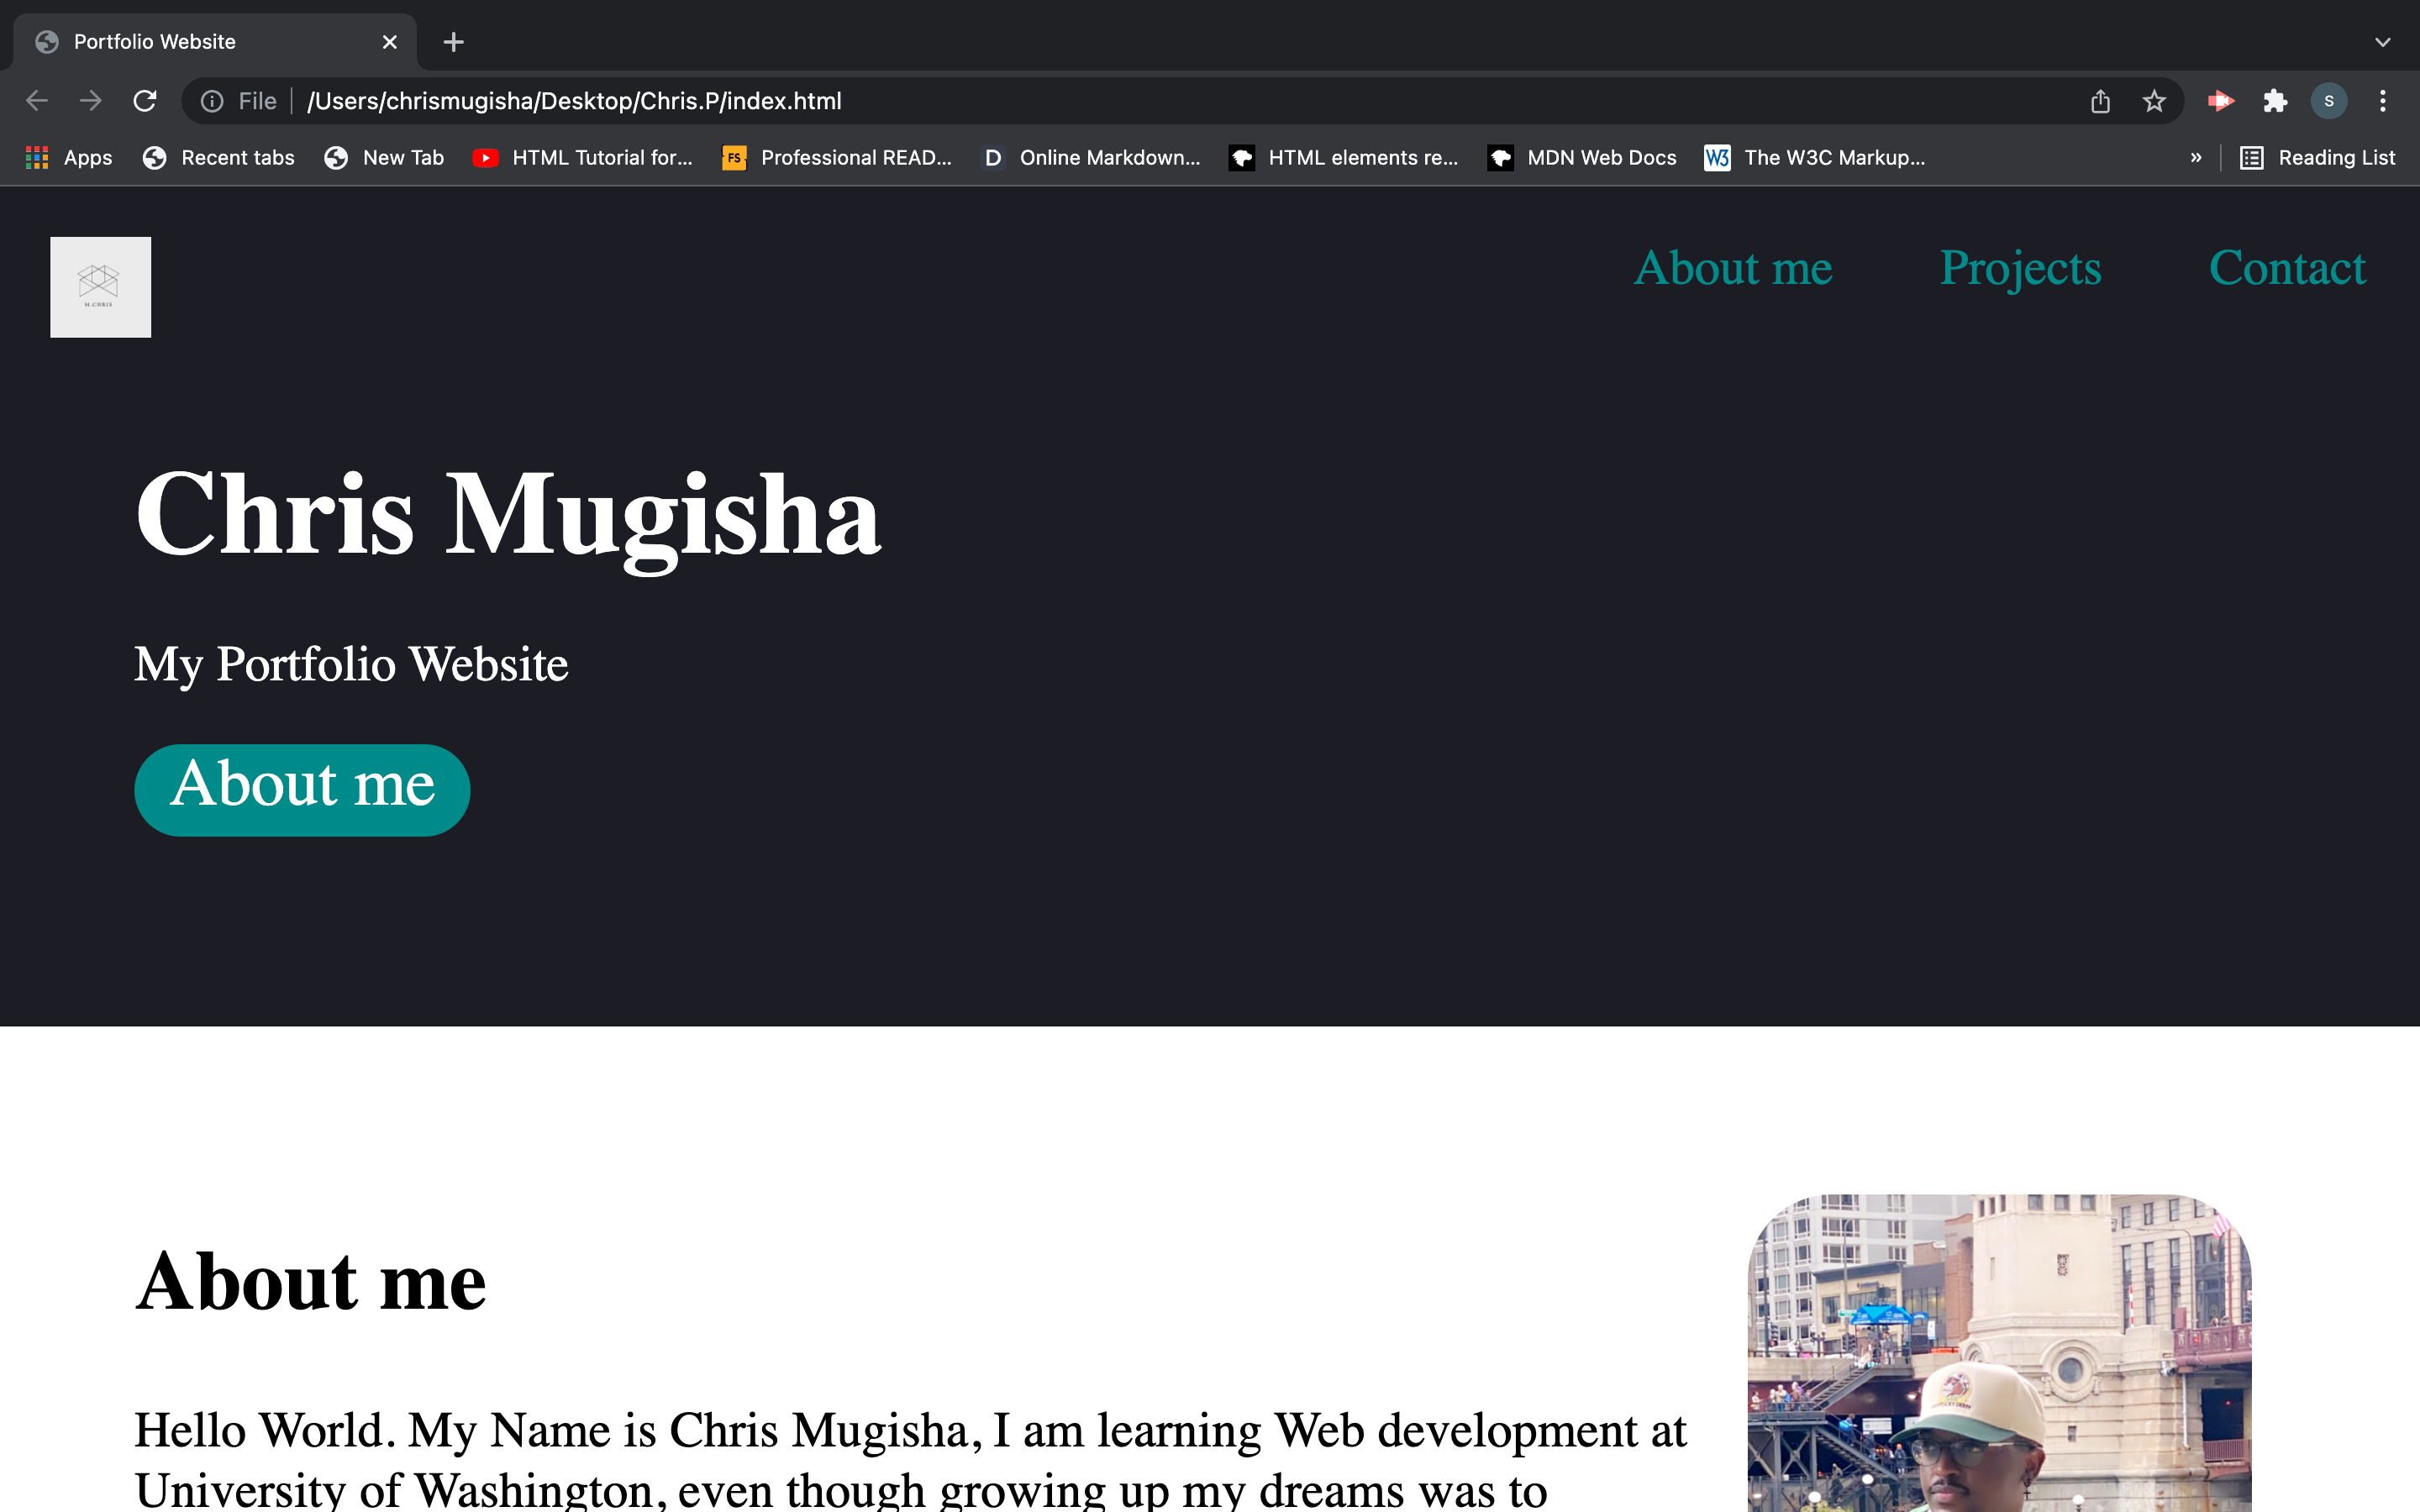 Portfolio Website
File /Users/chrismugisha/Desktop/Chris.P/index.html
S
Apps Recent tabs New Tab HTML Tutorial for... FS Professional READ... D Online Markdown... HTML elements re... MDN Web Docs W3 The W3C Markup... » Reading List
M.CHRIS
About me Projects Contact
Chris Mugisha
My Portfolio Website
About me
About me
Hello World. My Name is Chris Mugisha, I am learning Web development at
University of Washington, even though growing up my dreams was to